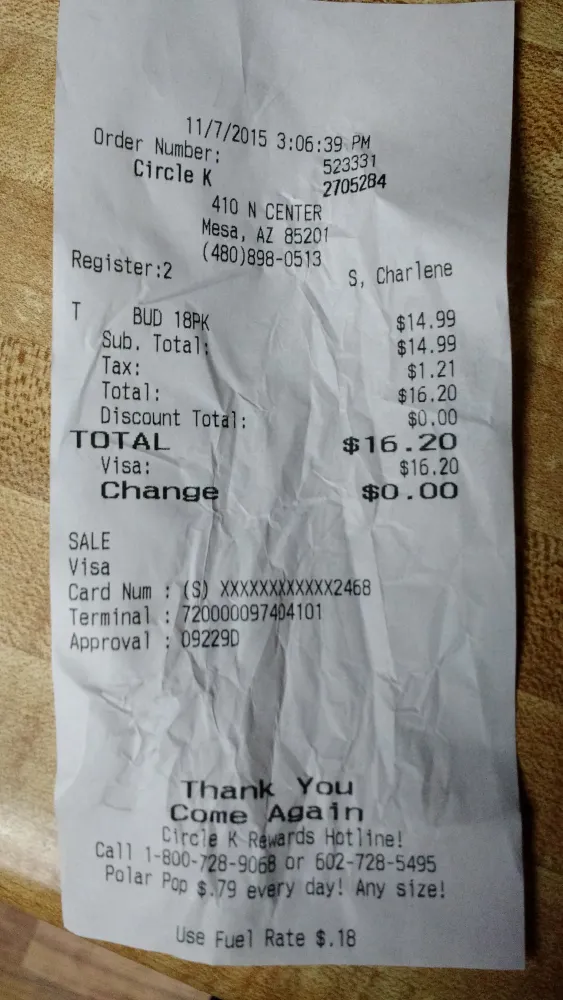 11/7/2015 3:06:39 PM
Order Number: 523331
Circle K 2705284
410 N CENTER
Mesa, AZ 85201
(480)898-0513
Register:2 S, Charlene
T BUD 18PK $14.99
Sub. Total: $14.99
Tax: $1.21
Total: $16.20
Discount Total: $0.00
TOTAL $16.20
Visa: $16.20
Change $0.00
SALE
Visa
Card Num : (S) XXXXXXXXXXXX2468
Terminal : 720000097404101
Approval : 09229D
Thank You
Come Again
Circle K Rewards Hotline!
Call 1-800-728-9068 or 602-728-5495
Polar Pop $.79 every day! Any size!
Use Fuel Rate $.18